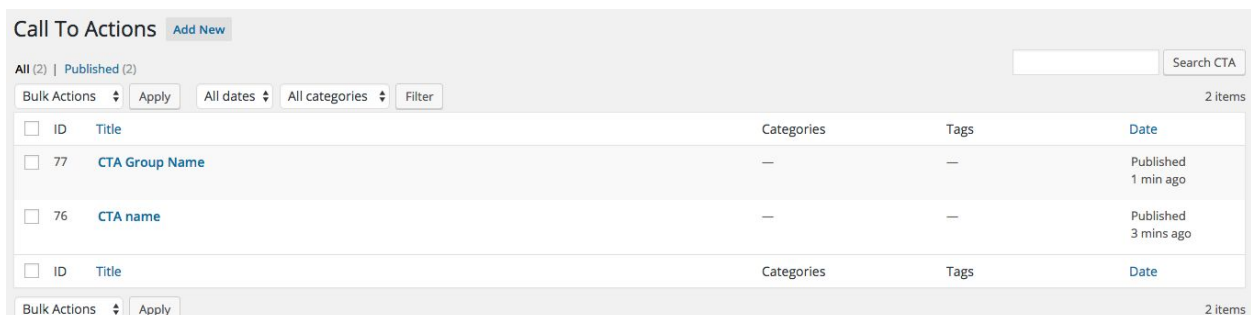 Call To Actions Add New
All (2) | Published (2)
Search CTA
Bulk Actions Apply All dates All categories Filter 2 items
ID Title Categories Tags Date
77 CTA Group Name — — Published
1 min ago
76 CTA name — — Published
3 mins ago
ID Title Categories Tags Date
Bulk Actions Apply 2 items